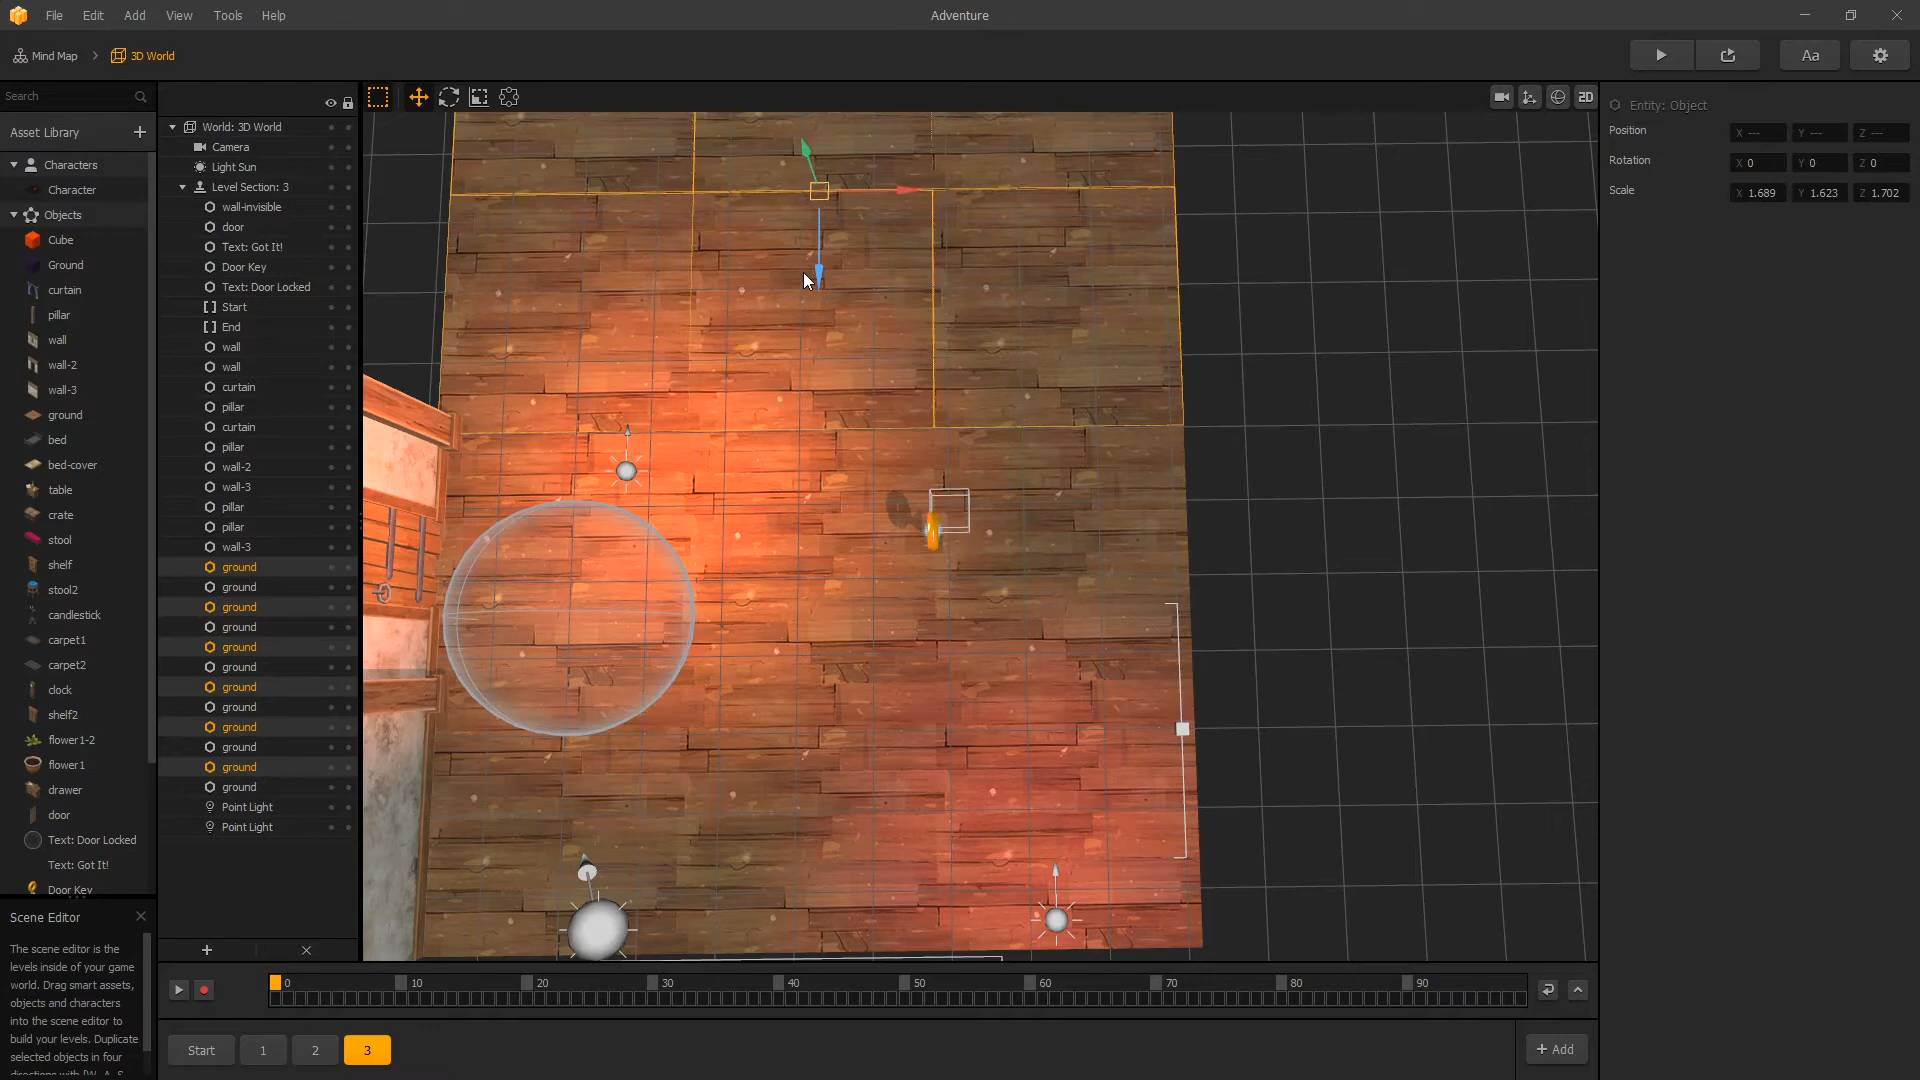 File Edit View Add Tools Help
Adventure
Mind Map > 3D World
Aa
Search
Asset Library +
Characters
Character
Objects
Cube
Ground
curtain
pillar
wall
wall-2
wall-3
ground
bed
bed-cover
table
crate
stool
shelf
stool2
candlestick
carpet1
carpet2
clock
shelf2
flower1-2
flower1
drawer
door
Text: Door Locked
Text: Got It!
Door Key
Scene Editor
The scene editor is the
levels inside of your game
world. Drag smart assets,
objects and characters
into the scene editor to
build your levels. Duplicate
selected objects in four
directions with [W, A, S,
World: 3D World
Camera
Light Sun
Level Section: 3
wall-invisible
door
Text: Got It!
Door Key
Text: Door Locked
Start
End
wall
wall
curtain
pillar
curtain
pillar
wall-2
wall-3
pillar
pillar
wall-3
ground
ground
ground
ground
ground
ground
ground
ground
ground
ground
ground
ground
Point Light
Point Light
2D
Entity: Object
Position X --- Y --- Z ---
Rotation X 0 Y 0 Z 0
Scale X 1.689 Y 1.623 Z 1.702
0 10 20 30 40 50 60 70 80 90
Start 1 2 3
+ Add